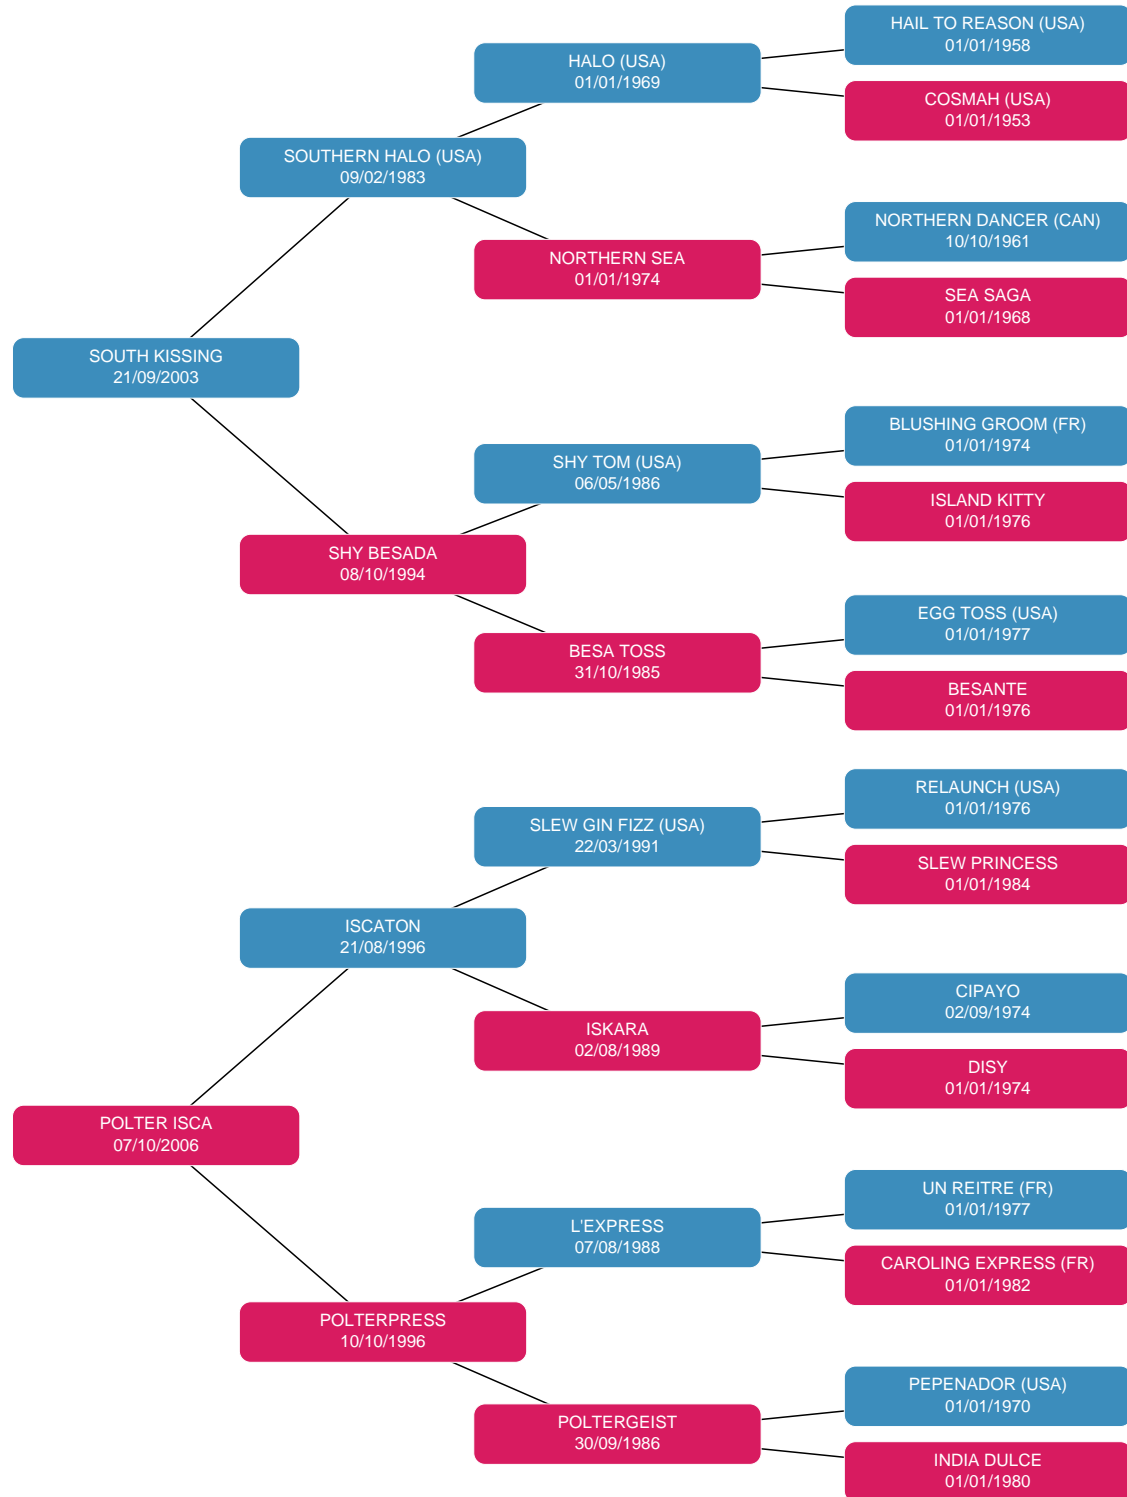 HAIL TO REASON (USA)
01/01/1958
HALO (USA)
01/01/1969
COSMAH (USA)
01/01/1953
SOUTHERN HALO (USA)
09/02/1983
NORTHERN DANCER (CAN)
10/10/1961
NORTHERN SEA
01/01/1974
SEA SAGA
01/01/1968
SOUTH KISSING
21/09/2003
BLUSHING GROOM (FR)
01/01/1974
SHY TOM (USA)
06/05/1986
ISLAND KITTY
01/01/1976
SHY BESADA
08/10/1994
EGG TOSS (USA)
01/01/1977
BESA TOSS
31/10/1985
BESANTE
01/01/1976
RELAUNCH (USA)
01/01/1976
SLEW GIN FIZZ (USA)
22/03/1991
SLEW PRINCESS
01/01/1984
ISCATON
21/08/1996
CIPAYO
02/09/1974
ISKARA
02/08/1989
DISY
01/01/1974
POLTER ISCA
07/10/2006
UN REITRE (FR)
01/01/1977
L'EXPRESS
07/08/1988
CAROLING EXPRESS (FR)
01/01/1982
POLTERPRESS
10/10/1996
PEPENADOR (USA)
01/01/1970
POLTERGEIST
30/09/1986
INDIA DULCE
01/01/1980